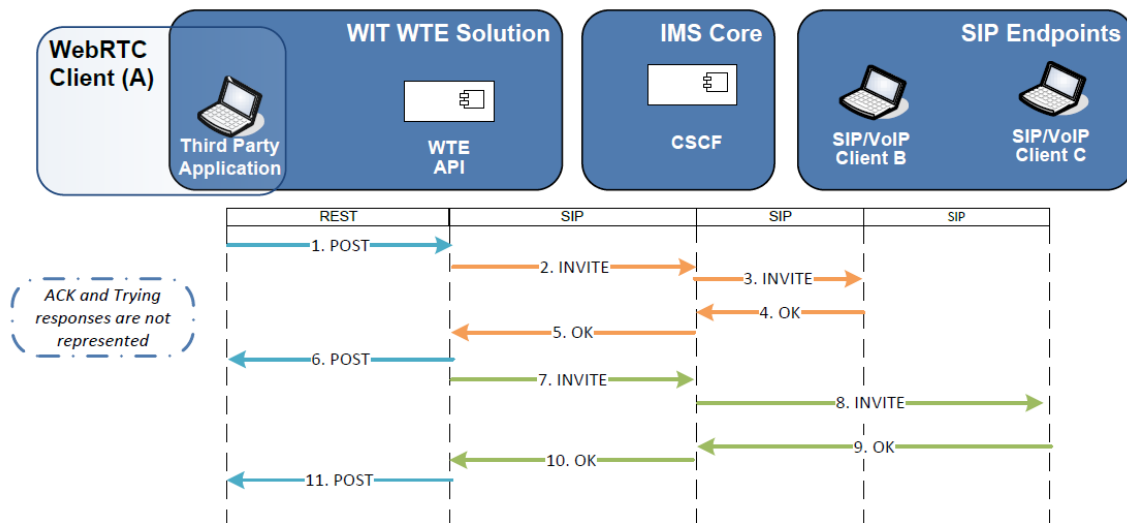 WebRTC
Client (A)
WIT WTE Solution
IMS Core
SIP Endpoints
Third Party
Application
WTE
API
CSCF
SIP/VoIP
Client B
SIP/VoIP
Client C
REST
SIP
SIP
SIP
1. POST
2. INVITE
3. INVITE
ACK and Trying
responses are not
represented
4. OK
5. OK
6. POST
7. INVITE
8. INVITE
9. OK
10. OK
11. POST